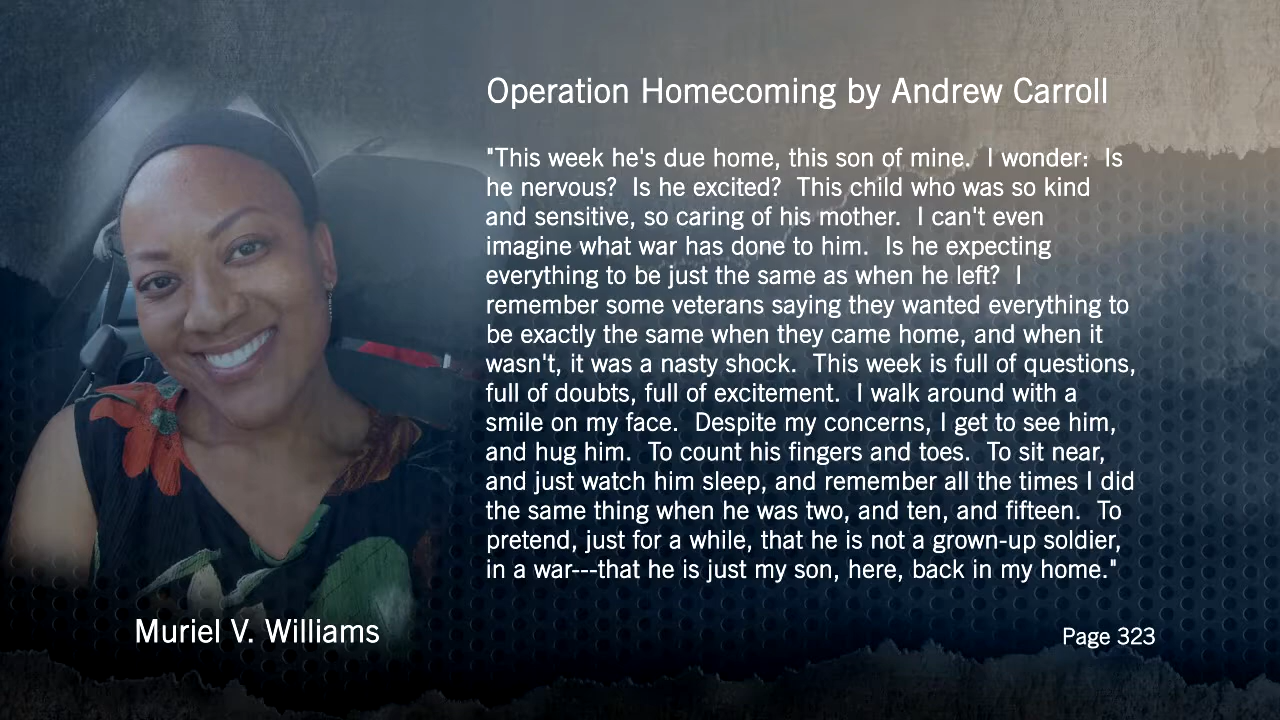 Operation Homecoming by Andrew Carroll
"This week he's due home, this son of mine.  I wonder:  Is
he nervous?  Is he excited?  This child who was so kind
and sensitive, so caring of his mother.  I can't even
imagine what war has done to him.  Is he expecting
everything to be just the same as when he left?  I
remember some veterans saying they wanted everything to
be exactly the same when they came home, and when it
wasn't, it was a nasty shock.  This week is full of questions,
full of doubts, full of excitement.  I walk around with a
smile on my face.  Despite my concerns, I get to see him,
and hug him.  To count his fingers and toes.  To sit near,
and just watch him sleep, and remember all the times I did
the same thing when he was two, and ten, and fifteen.  To
pretend, just for a while, that he is not a grown-up soldier,
in a war---that he is just my son, here, back in my home."
Muriel V. Williams
Page 323